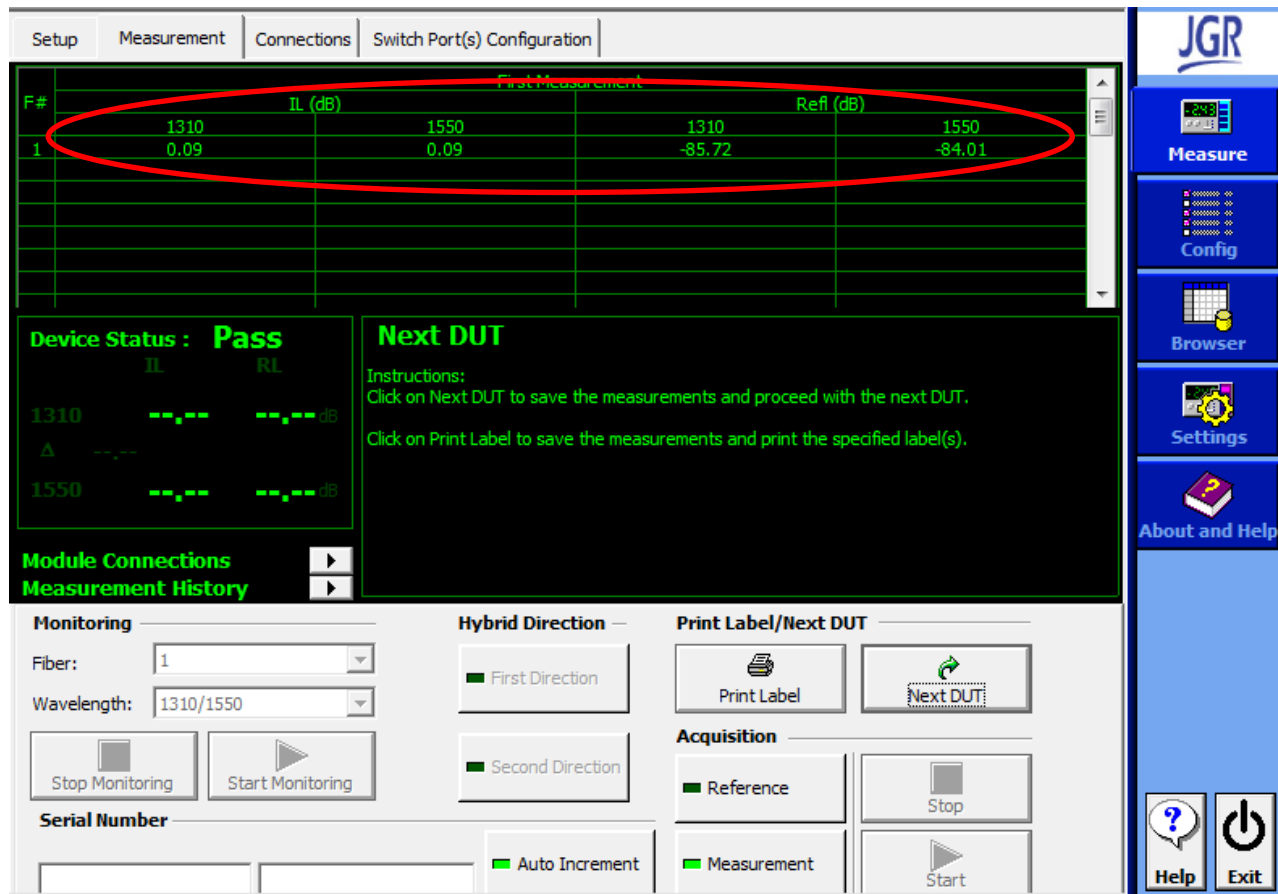 Setup Measurement Connections Switch Port(s) Configuration
JGR
First Measurement
F# IL (dB) Refl (dB)
1310 1550 1310 1550
1 0.09 0.09 -85.72 -84.01
Measure
Config
Browser
Settings
About and Help
Device Status : Pass
IL RL
1310 --.-- --.-- dB
Δ --.--
1550 --.-- --.-- dB
Next DUT
Instructions:
Click on Next DUT to save the measurements and proceed with the next DUT.
Click on Print Label to save the measurements and print the specified label(s).
Module Connections
Measurement History
Monitoring
Fiber: 1
Wavelength: 1310/1550
Stop Monitoring Start Monitoring
Hybrid Direction
First Direction
Second Direction
Print Label/Next DUT
Print Label Next DUT
Acquisition
Reference Stop
Measurement Start
Serial Number
Auto Increment
Help Exit